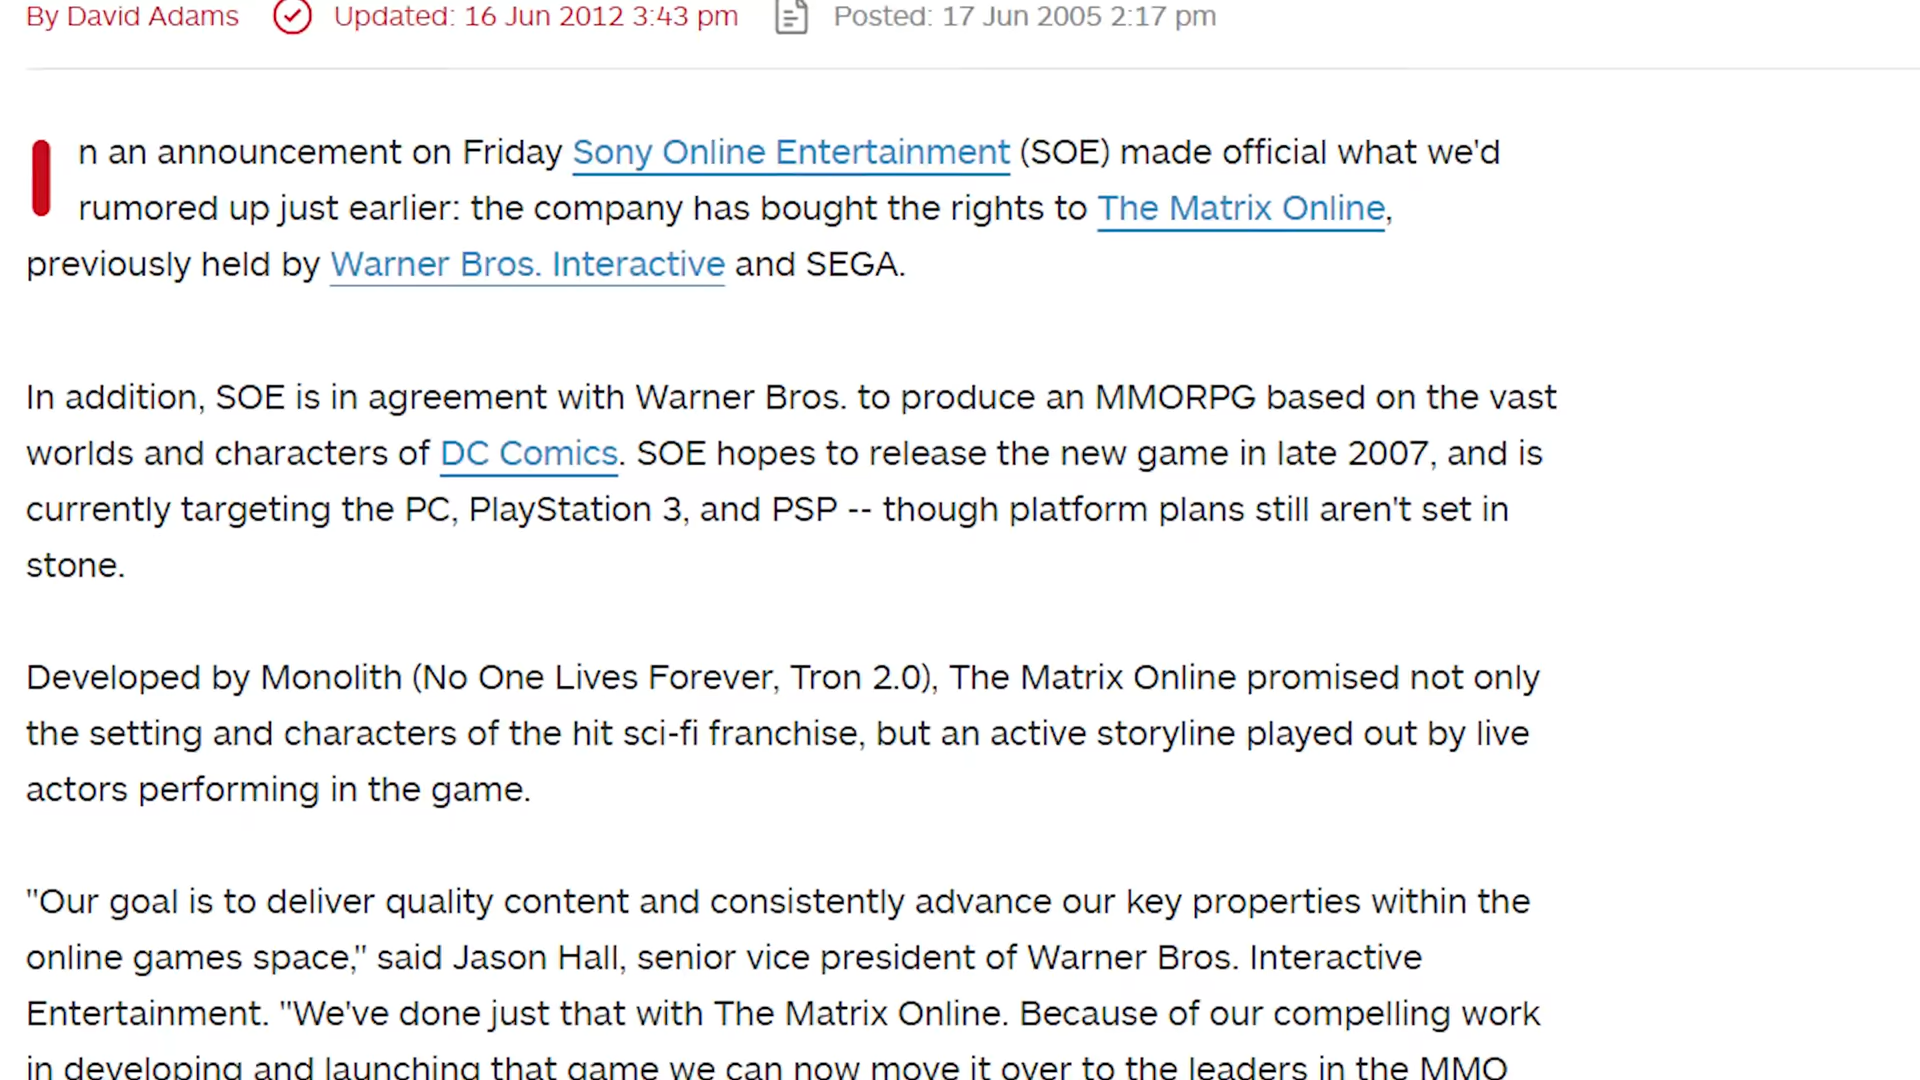 By David Adams Updated: 16 Jun 2012 3:43 pm Posted: 17 Jun 2005 2:17 pm
In an announcement on Friday Sony Online Entertainment (SOE) made official what we'd
rumored up just earlier: the company has bought the rights to The Matrix Online,
previously held by Warner Bros. Interactive and SEGA.
In addition, SOE is in agreement with Warner Bros. to produce an MMORPG based on the vast
worlds and characters of DC Comics. SOE hopes to release the new game in late 2007, and is
currently targeting the PC, PlayStation 3, and PSP -- though platform plans still aren't set in
stone.
Developed by Monolith (No One Lives Forever, Tron 2.0), The Matrix Online promised not only
the setting and characters of the hit sci-fi franchise, but an active storyline played out by live
actors performing in the game.
"Our goal is to deliver quality content and consistently advance our key properties within the
online games space," said Jason Hall, senior vice president of Warner Bros. Interactive
Entertainment. "We've done just that with The Matrix Online. Because of our compelling work
in developing and launching that game we can now move it over to the leaders in the MMO